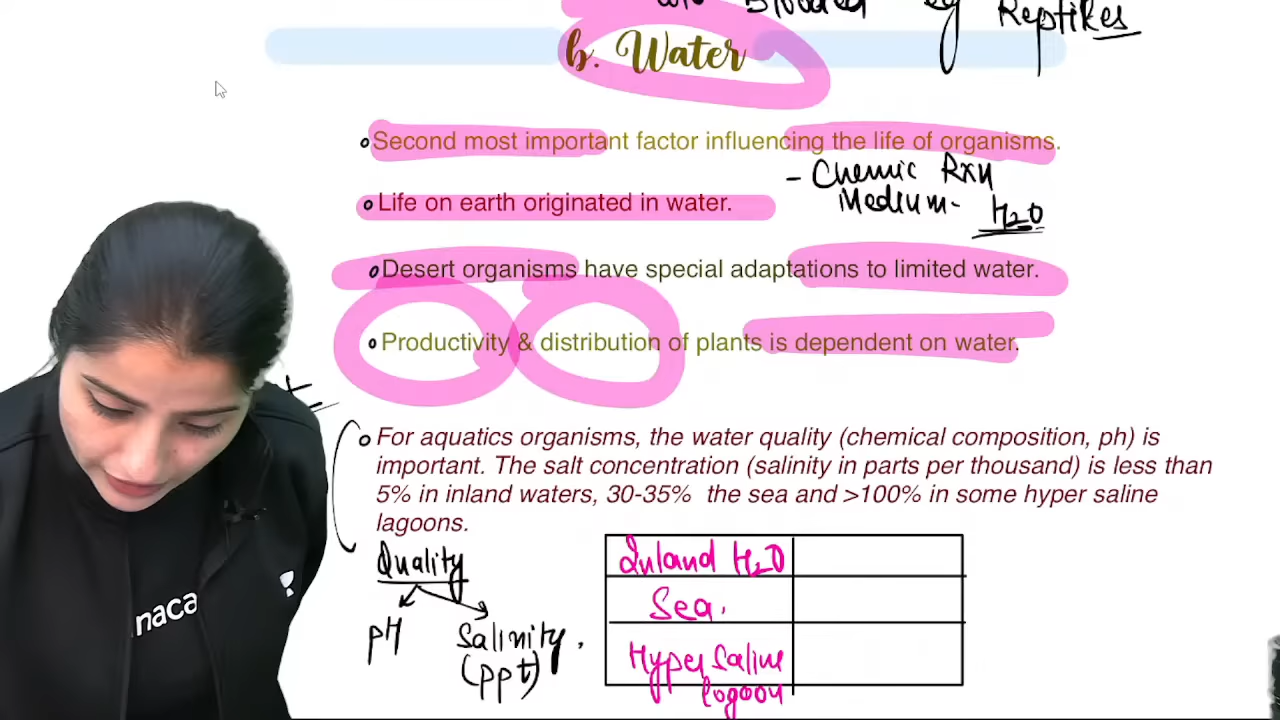 Blooded eg Reptiles
b. Water
Second most important factor influencing the life of organisms.
- Chemic Rxn
Medium-
H2O
Life on earth originated in water.
Desert organisms have special adaptations to limited water.
Productivity & distribution of plants is dependent on water.
For aquatics organisms, the water quality (chemical composition, ph) is
important. The salt concentration (salinity in parts per thousand) is less than
5% in inland waters, 30-35% the sea and >100% in some hyper saline
lagoons.
Quality
pH
Salinity.
(ppt)
Inland H2O
Sea.
Hyper Saline
lagoon
naca